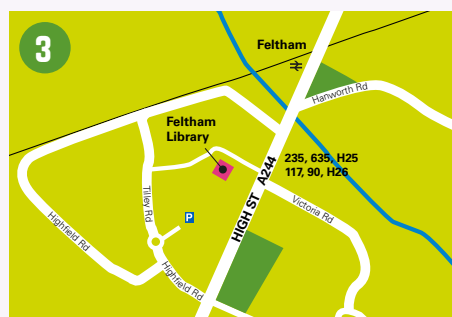 3
Feltham
Hanworth Rd
Feltham
Library
235, 635, H25
117, 90, H26
HIGH ST A244
Tilley Rd
Victoria Rd
P
Highfield Rd
Highfield Rd